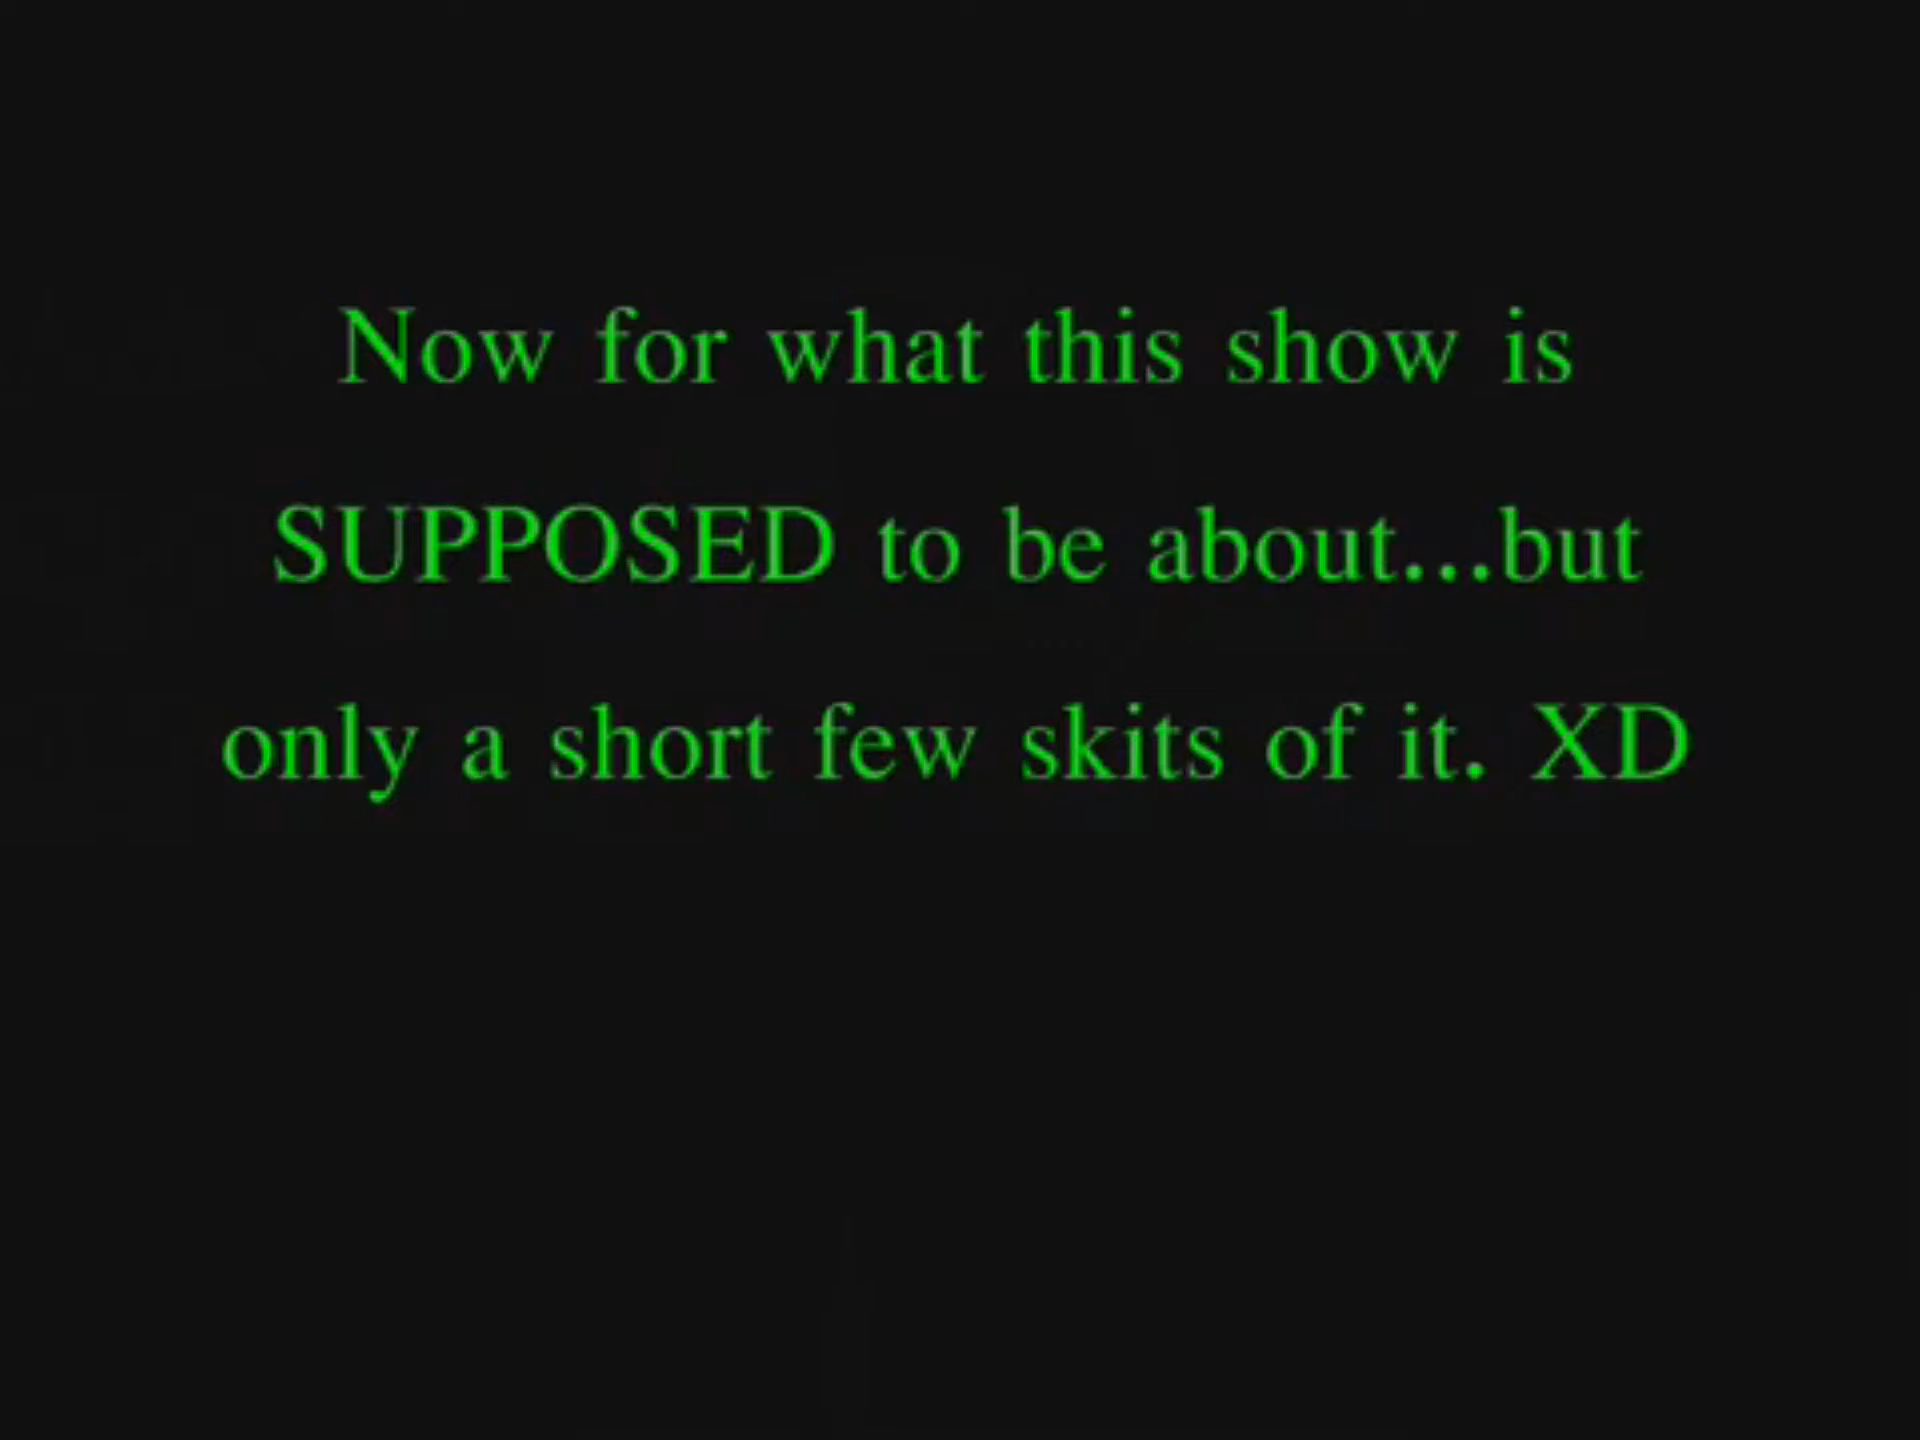 Now for what this show is
SUPPOSED to be about...but
only a short few skits of it. XD